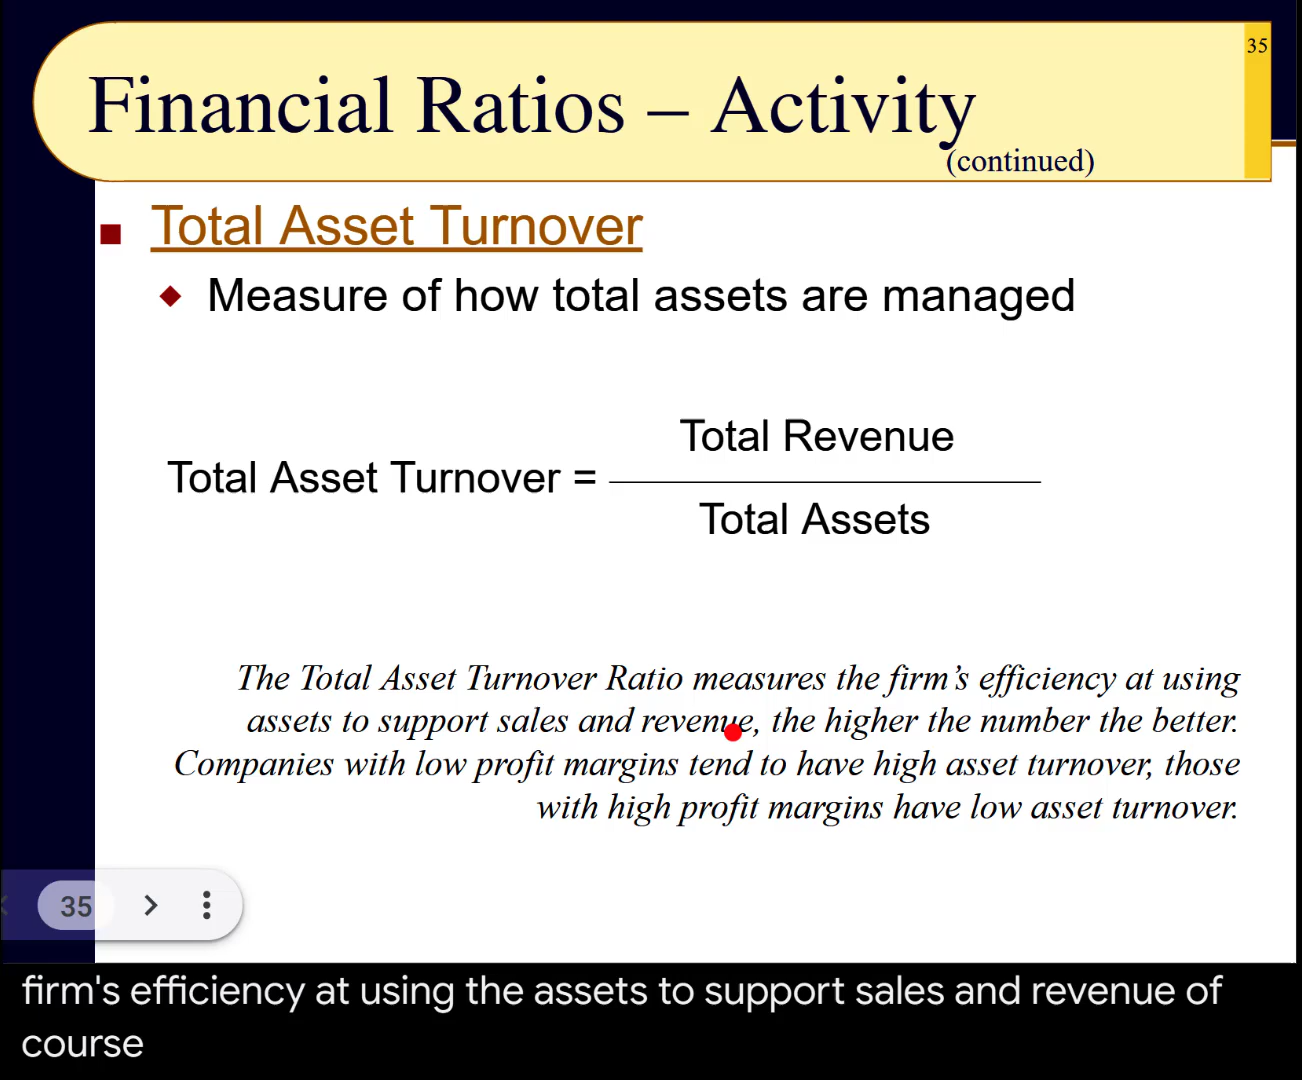 35
Financial Ratios – Activity
(continued)
Total Asset Turnover
Measure of how total assets are managed
Total Revenue
Total Asset Turnover =
Total Assets
The Total Asset Turnover Ratio measures the firm’s efficiency at using
assets to support sales and revenue, the higher the number the better.
Companies with low profit margins tend to have high asset turnover, those
with high profit margins have low asset turnover.
35
firm's efficiency at using the assets to support sales and revenue of
course